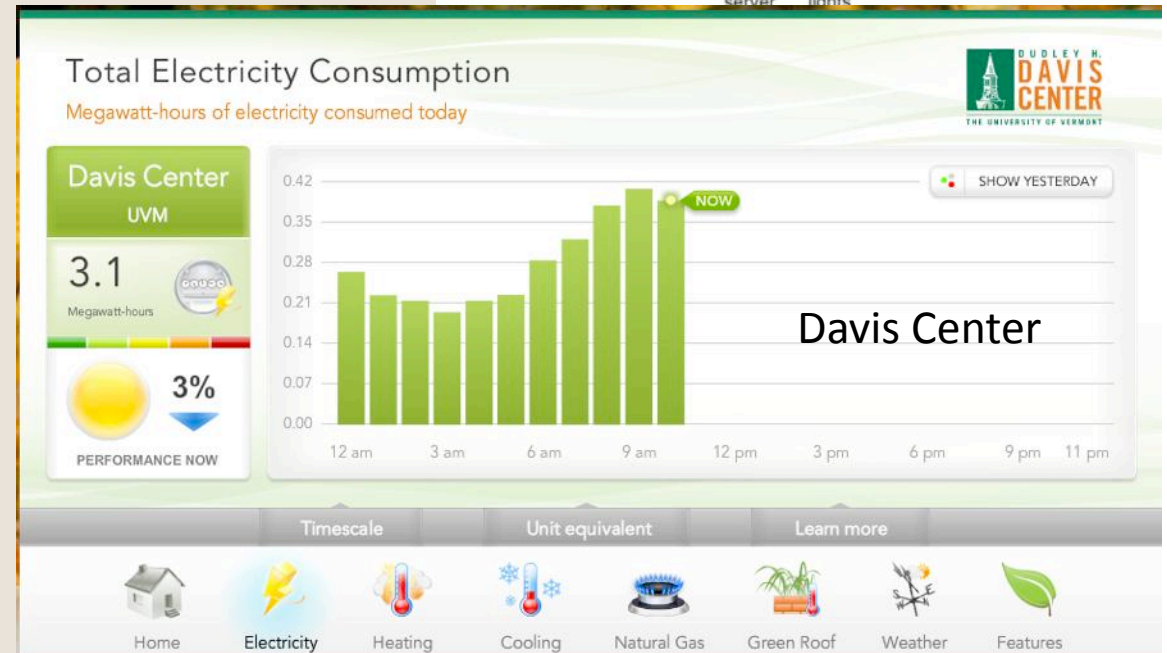 server lights
Total Electricity Consumption
Megawatt-hours of electricity consumed today
DUDLEY H.
DAVIS
CENTER
THE UNIVERSITY OF VERMONT
Davis Center
UVM
3.1
Megawatt-hours
3%
PERFORMANCE NOW
SHOW YESTERDAY
NOW
0.42
0.35
0.28
0.21
0.14
0.07
0.00
Davis Center
12 am 3 am 6 am 9 am 12 pm 3 pm 6 pm 9 pm 11 pm
Timescale Unit equivalent Learn more
Home Electricity Heating Cooling Natural Gas Green Roof Weather Features